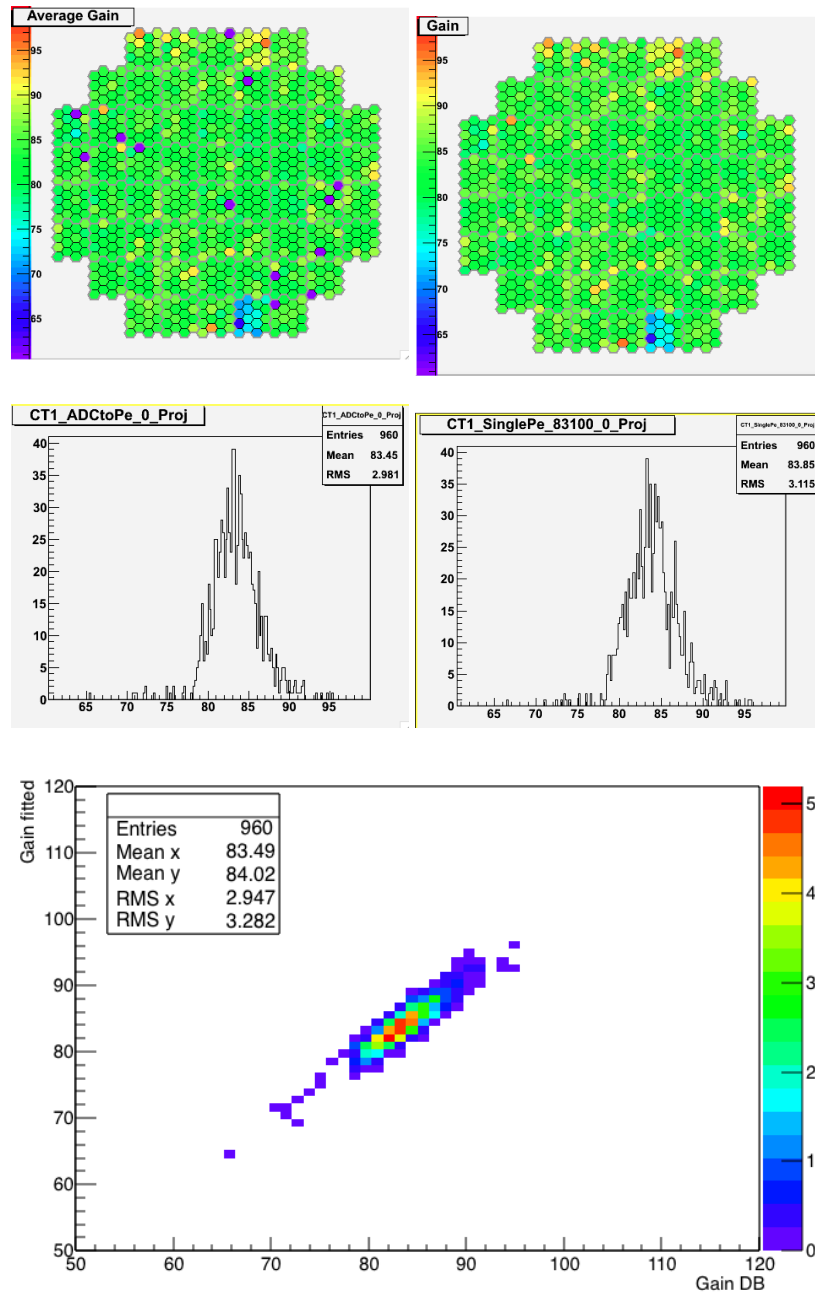 Average Gain
95
90
85
80
75
70
65
Gain
95
90
85
80
75
70
65
CT1_ADCtoPe_0_Proj
CT1_ADCtoPe_0_Proj
Entries 960
Mean 83.45
RMS 2.981
40
35
30
25
20
15
10
5
0
65 70 75 80 85 90 95
CT1_SinglePe_83100_0_Proj
CT1_SinglePe_83100_0_Proj
Entries 960
Mean 83.85
RMS 3.115
40
35
30
25
20
15
10
5
0
65 70 75 80 85 90 95
Gain fitted
120
110
100
90
80
70
60
50
Entries 960
Mean x 83.49
Mean y 84.02
RMS x 2.947
RMS y 3.282
5
4
3
2
1
0
50 60 70 80 90 100 110 120
Gain DB